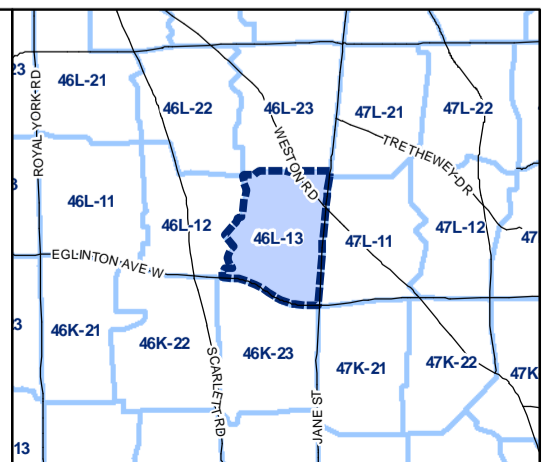 23
46L-21
46L-22
46L-23
47L-21
47L-22
ROYAL YORK RD
WESTON RD
TRETHEWEY DR
3
46L-11
46L-12
46L-13
47L-11
47L-12
47
EGLINTON AVE W
3
46K-21
46K-22
46K-23
47K-21
47K-22
47K
SCARLETT RD
JANE ST
13